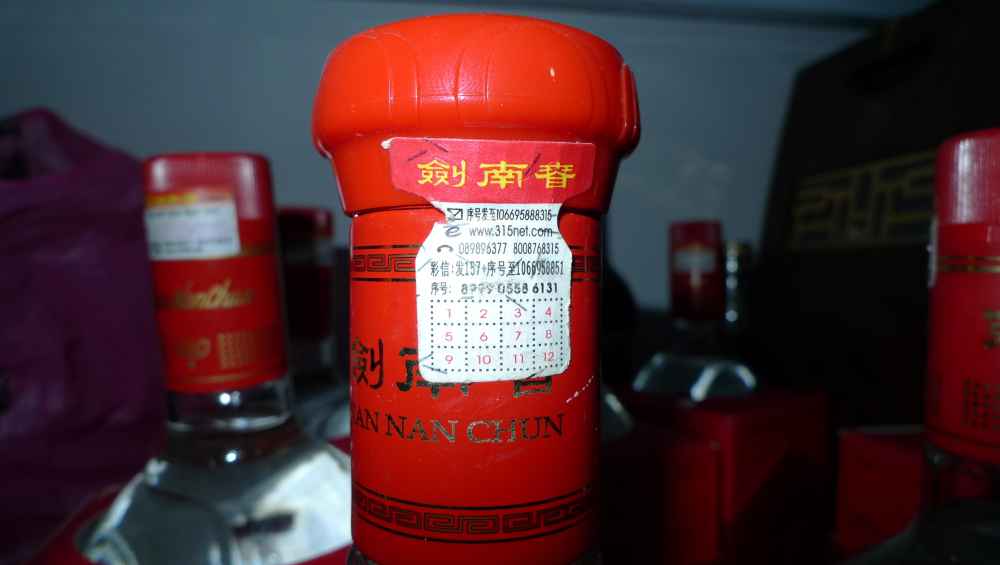 劍南春
序号发至106695888315
www.315net.com
089896377 8008768315
彩信:发157+序号至1066958851
序号: 8979 0558 6131
1 2 3 4
5 6 7 8
9 10 11 12
劍南春
NAN CHUN